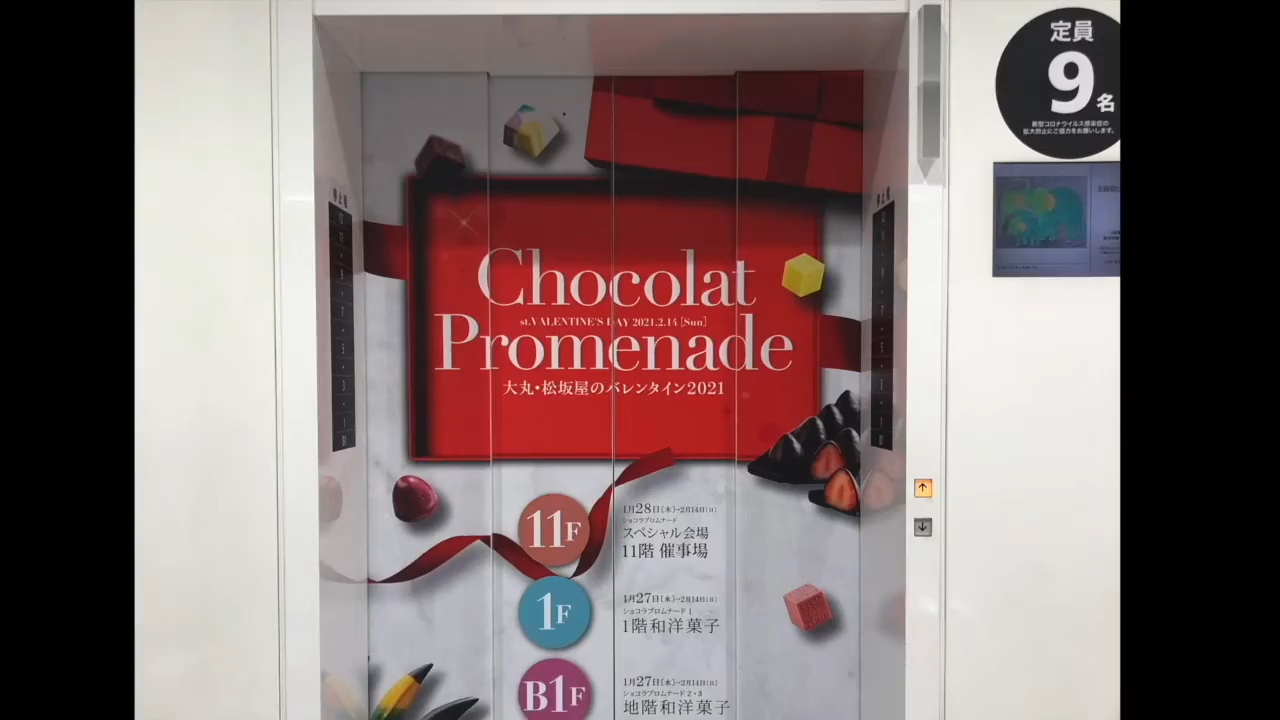 定員
9名
新型コロナウイルス感染症の
拡大防止にご協力をお願いします。
停止階
停止階
Chocolat
st.VALENTINE'S DAY 2021.2.14 [Sun]
Promenade
大丸・松坂屋のバレンタイン2021
11F
1月28日[木]→2月14日[日]
ショコラプロムナード
スペシャル会場
11階 催事場
1F
1月27日[水]→2月14日[日]
ショコラプロムナード 1
1階和洋菓子
B1F
1月27日[水]→2月14日[日]
ショコラプロムナード 2・3
地階和洋菓子